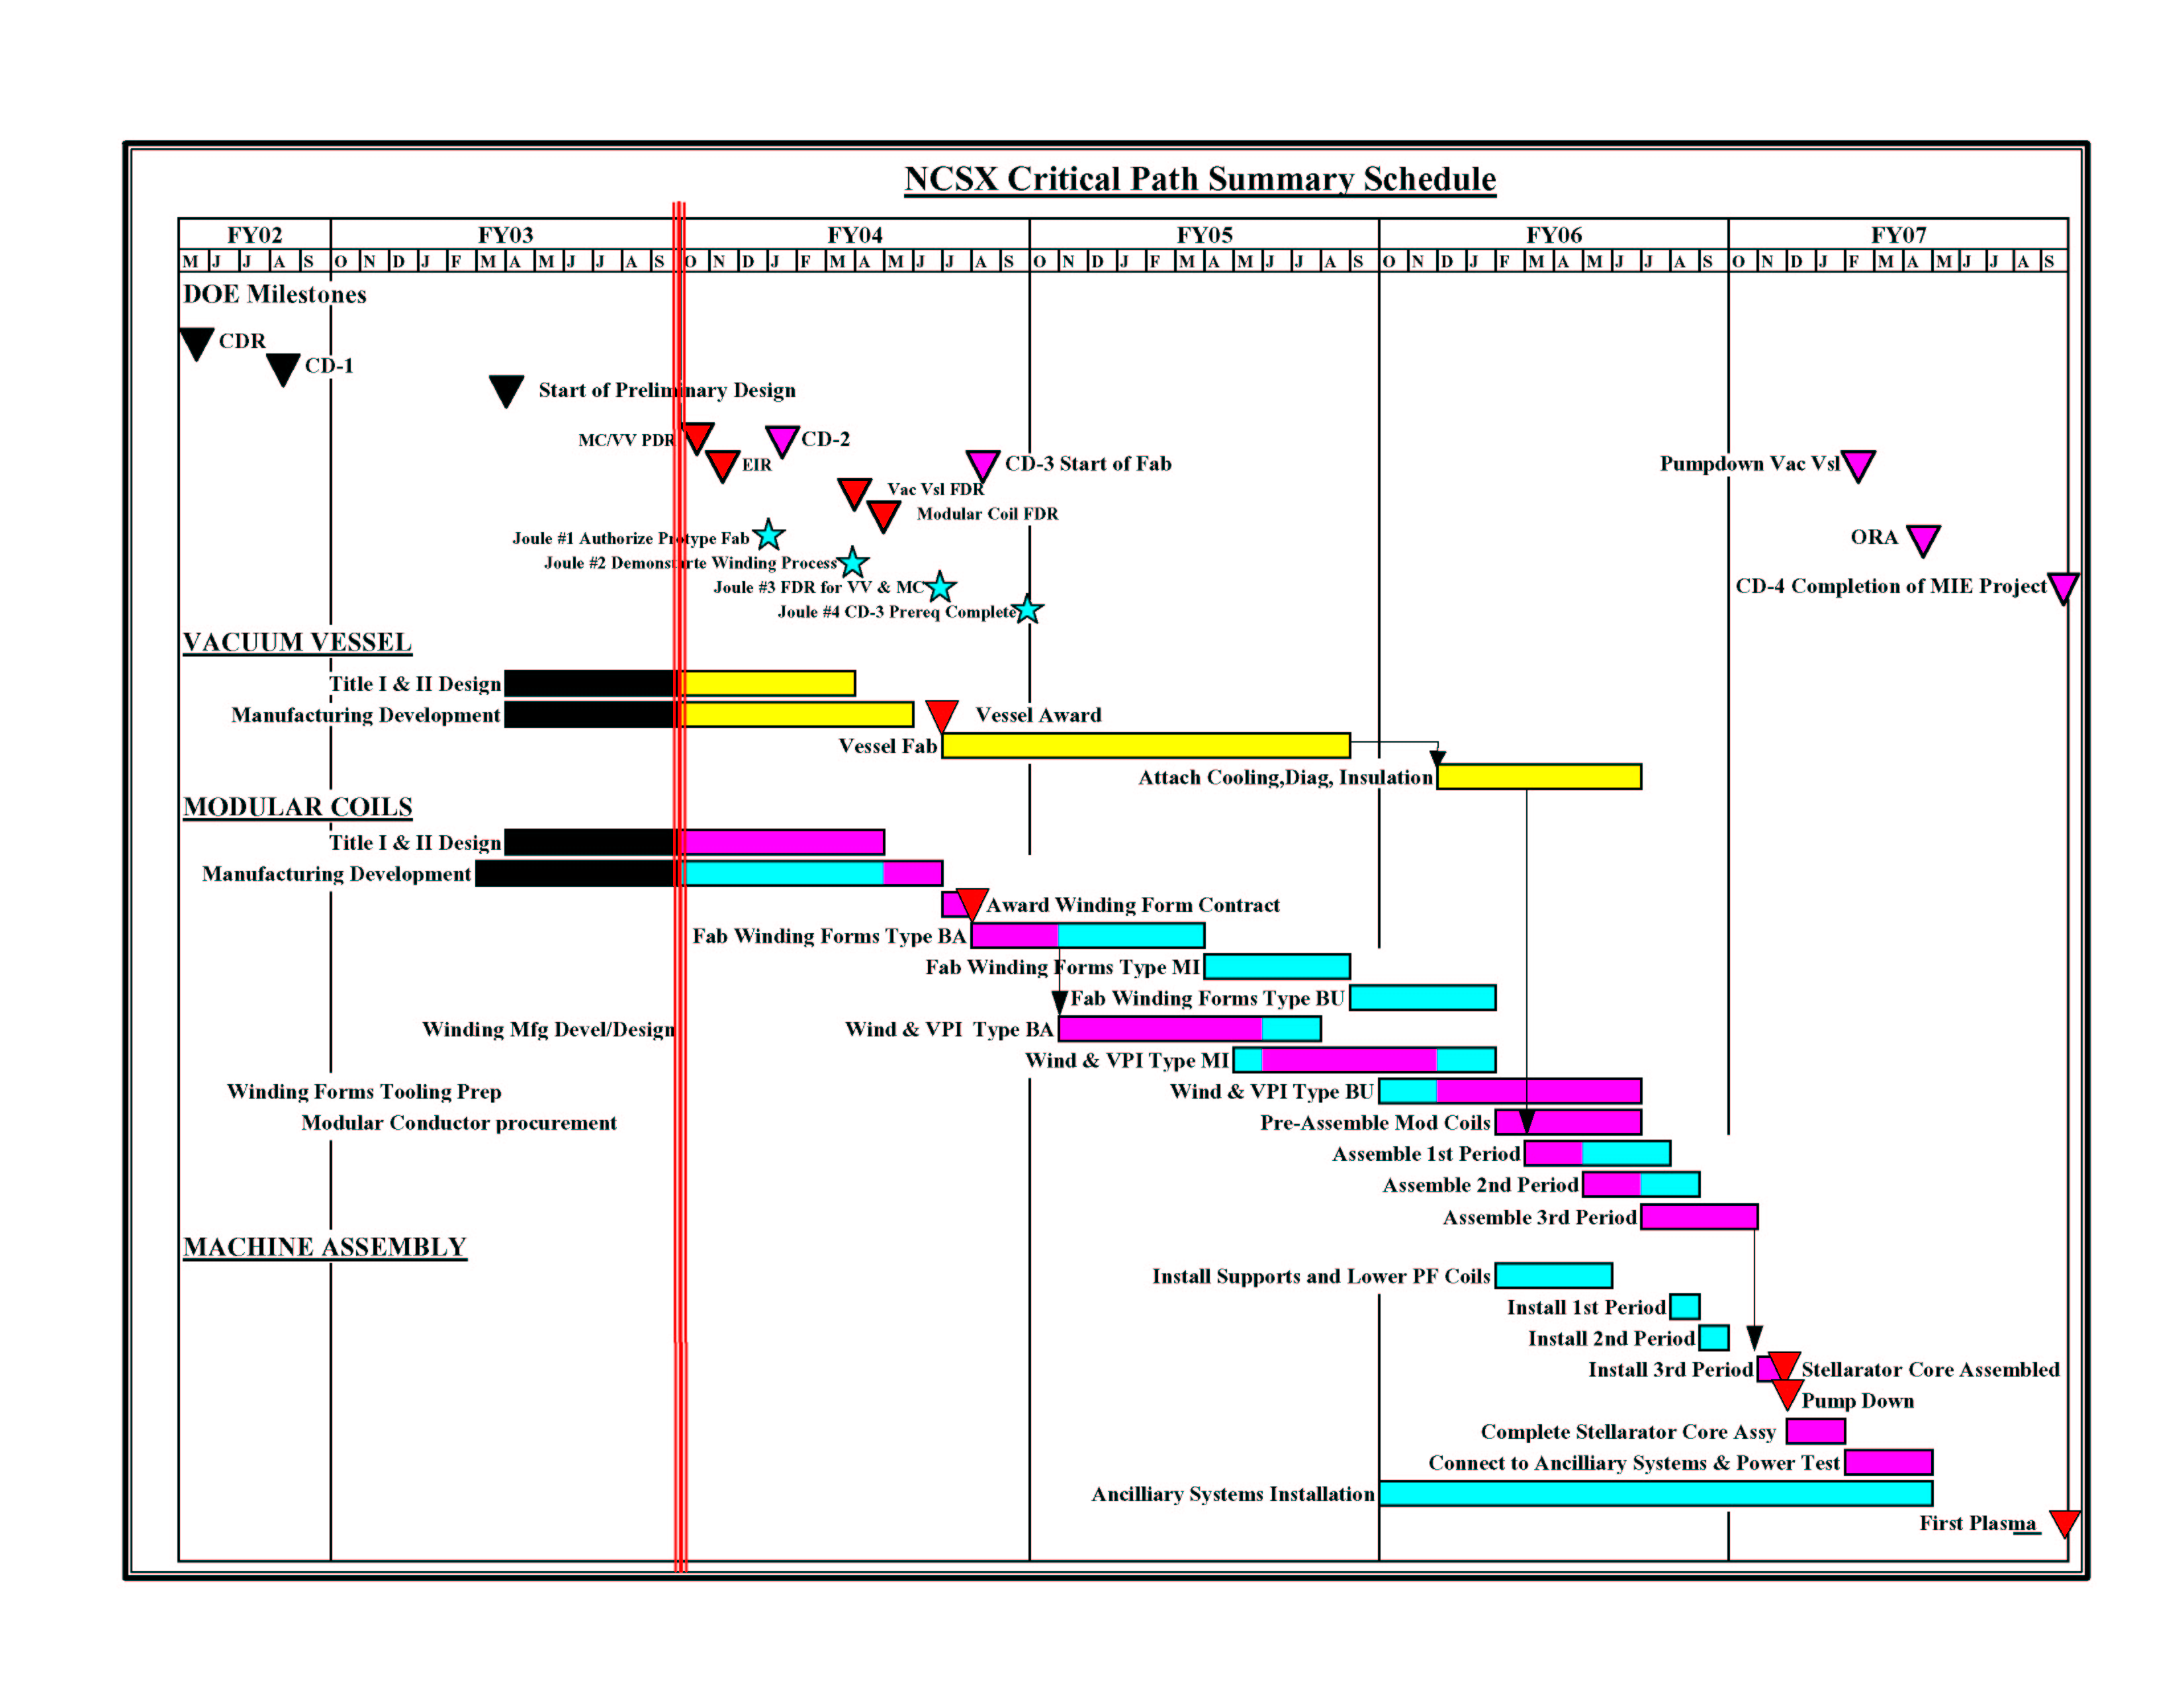 NCSX Critical Path Summary Schedule
FY02 FY03 FY04 FY05 FY06 FY07
M J J A S O N D J F M A M J J A S O N D J F M A M J J A S O N D J F M A M J J A S O N D J F M A M J J A S O N D J F M A M J J A S
DOE Milestones
CDR
CD-1
Start of Preliminary Design
MC/VV PDR CD-2
EIR CD-3 Start of Fab Pumpdown Vac Vsl
Vac Vsl FDR
Modular Coil FDR
Joule #1 Authorize Protype Fab ORA
Joule #2 Demonstarte Winding Process
Joule #3 FDR for VV & MC CD-4 Completion of MIE Project
Joule #4 CD-3 Prereq Complete
VACUUM VESSEL
Title I & II Design
Manufacturing Development Vessel Award
Vessel Fab
Attach Cooling,Diag, Insulation
MODULAR COILS
Title I & II Design
Manufacturing Development
Award Winding Form Contract
Fab Winding Forms Type BA
Fab Winding Forms Type MI
Fab Winding Forms Type BU
Winding Mfg Devel/Design Wind & VPI Type BA
Wind & VPI Type MI
Winding Forms Tooling Prep Wind & VPI Type BU
Modular Conductor procurement Pre-Assemble Mod Coils
Assemble 1st Period
Assemble 2nd Period
Assemble 3rd Period
MACHINE ASSEMBLY
Install Supports and Lower PF Coils
Install 1st Period
Install 2nd Period
Install 3rd Period Stellarator Core Assembled
Pump Down
Complete Stellarator Core Assy
Connect to Ancilliary Systems & Power Test
Ancilliary Systems Installation
First Plasma